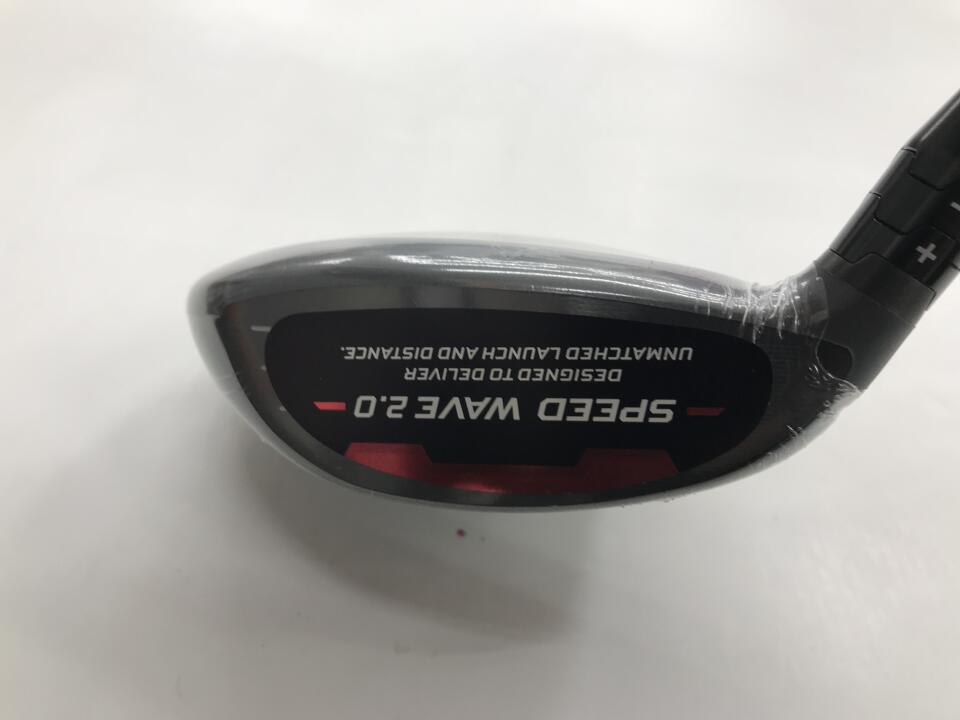 SPEED WAVE 2.0
DESIGNED TO DELIVER
UNMATCHED LAUNCH AND DISTANCE.
+